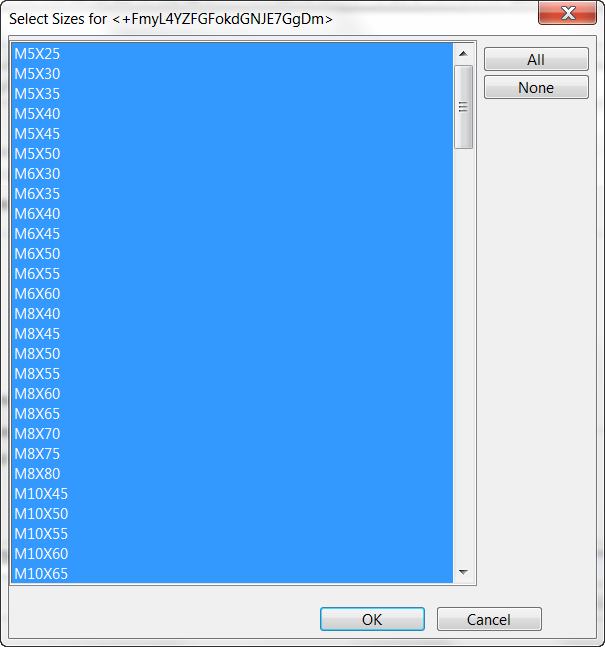 Select Sizes for <+FmyL4YZFGFokdGNJE7GgDm>
M5X25
M5X30
M5X35
M5X40
M5X45
M5X50
M6X30
M6X35
M6X40
M6X45
M6X50
M6X55
M6X60
M8X40
M8X45
M8X50
M8X55
M8X60
M8X65
M8X70
M8X75
M8X80
M10X45
M10X50
M10X55
M10X60
M10X65
All
None
OK
Cancel